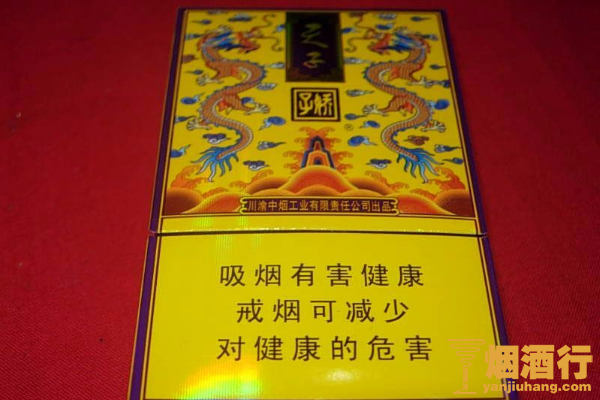 天子
娇子
®
川渝中烟工业有限责任公司出品
吸烟有害健康
戒烟可减少
对健康的危害
烟酒行
yanjiuhang.com